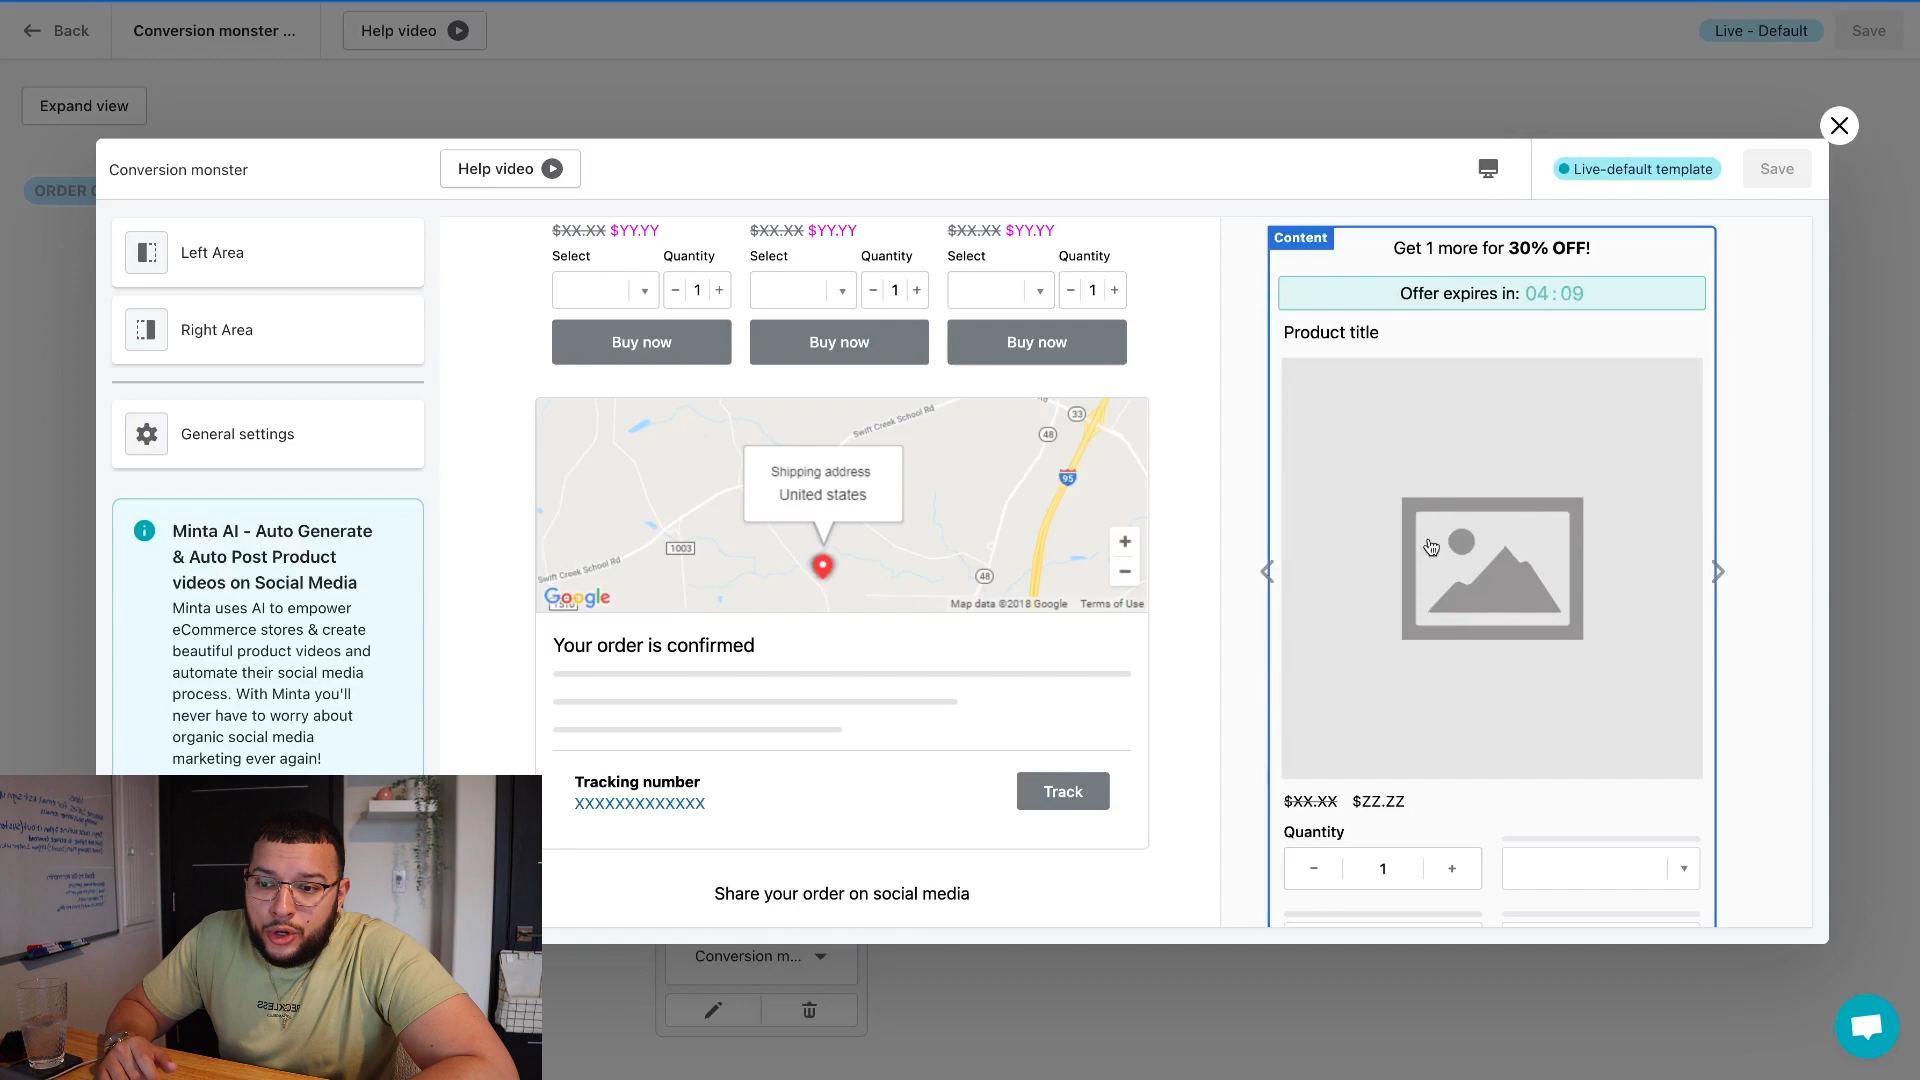 Back
Conversion monster ...
Help video
Live - Default
Save
Expand view
Conversion monster
Help video
Live-default template
Save
ORDER
Left Area
Right Area
General settings
Minta AI - Auto Generate
& Auto Post Product
videos on Social Media
Minta uses AI to empower
eCommerce stores & create
beautiful product videos and
automate their social media
process. With Minta you'll
never have to worry about
organic social media
marketing ever again!
$XX.XX $YY.YY
$XX.XX $YY.YY
$XX.XX $YY.YY
Select Quantity
Select Quantity
Select Quantity
− 1 +
− 1 +
− 1 +
Buy now
Buy now
Buy now
Swift Creek School Rd
33
48
95
Shipping address
United states
1003
48
Swift Creek School Rd
Google
Map data ©2018 Google Terms of Use
+
−
Your order is confirmed
Tracking number
XXXXXXXXXXXXX
Track
Share your order on social media
Content
Get 1 more for 30% OFF!
Offer expires in: 04:09
Product title
$XX.XX $ZZ.ZZ
Quantity
− 1 +
Conversion m...
RECKLESS